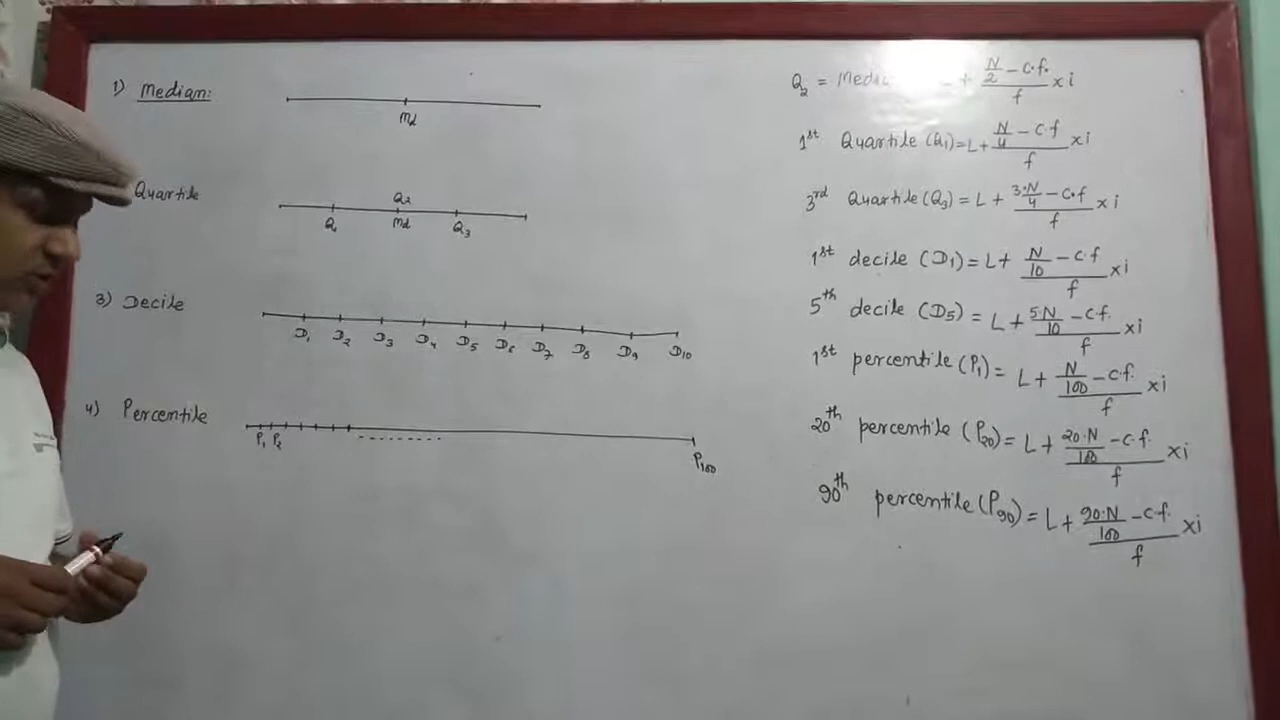 1) Median:
Md
Quartile
Q2
Q1 Md Q3
3) Decile
D1 D2 D3 D4 D5 D6 D7 D8 D9 D10
4) Percentile
P1 P2 -------- P100
Q2 = Media + (N/2 - c.f.)/f x i
1st Quartile (Q1) = L + (N/4 - c.f)/f x i
3rd Quartile (Q3) = L + (3·N/4 - c.f)/f x i
1st decile (D1) = L + (N/10 - c.f)/f x i
5th decile (D5) = L + (5·N/10 - c.f.)/f x i
1st percentile (P1) = L + (N/100 - c.f.)/f x i
20th percentile (P20) = L + (20·N/100 - c.f.)/f x i
90th percentile (P90) = L + (90·N/100 - c.f.)/f x i